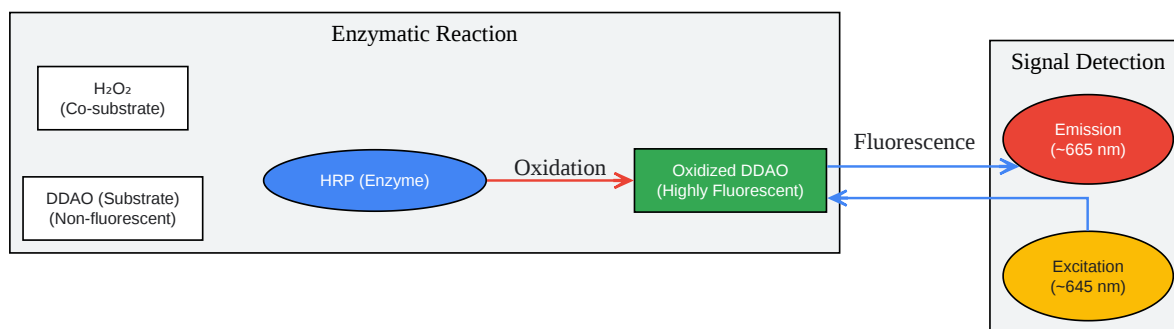 Enzymatic Reaction
H₂O₂
(Co-substrate)
DDAO (Substrate)
(Non-fluorescent)
HRP (Enzyme)
Oxidation
Oxidized DDAO
(Highly Fluorescent)
Fluorescence
Signal Detection
Emission
(~665 nm)
Excitation
(~645 nm)